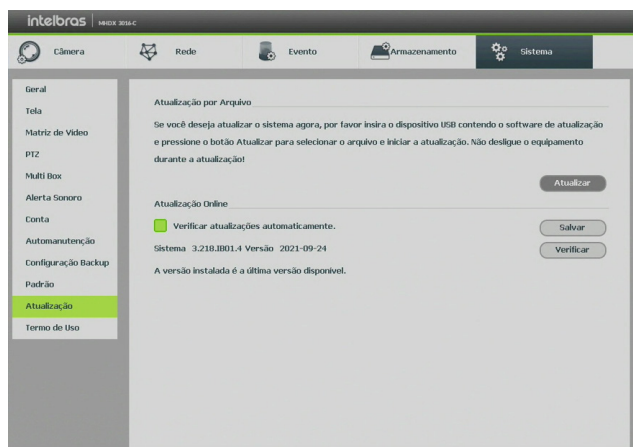 intelbras | MHDX 3016-C
Câmera
Rede
Evento
Armazenamento
Sistema
Geral
Tela
Matriz de Vídeo
PTZ
Multi Box
Alerta Sonoro
Conta
Automanutenção
Configuração Backup
Padrão
Atualização
Termo de Uso
Atualização por Arquivo
Se você deseja atualizar o sistema agora, por favor insira o dispositivo USB contendo o software de atualização
e pressione o botão Atualizar para selecionar o arquivo e iniciar a atualização. Não desligue o equipamento
durante a atualização!
Atualizar
Atualização Online
Verificar atualizações automaticamente.
Salvar
Sistema 3.218.IB01.4 Versão 2021-09-24
Verificar
A versão instalada é a última versão disponível.